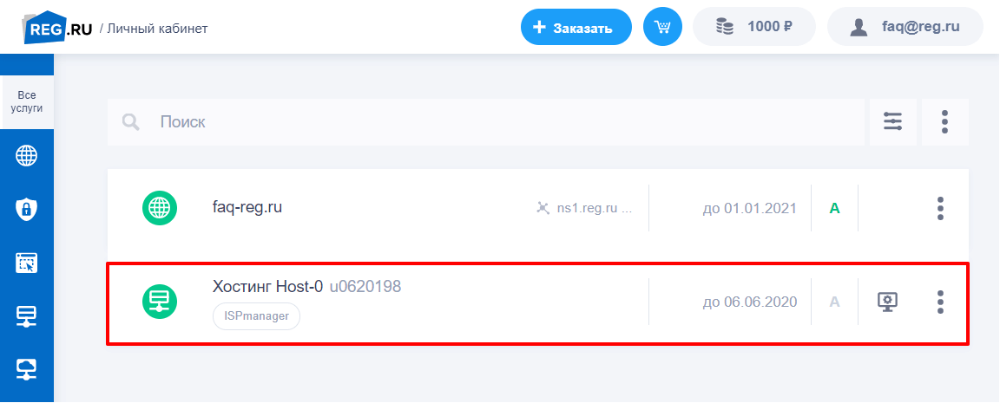 REG.RU / Личный кабинет
Заказать
1000 ₽
faq@reg.ru
Все
услуги
Поиск
faq-reg.ru
ns1.reg.ru ...
до 01.01.2021
A
Хостинг Host-0 u0620198
ISPmanager
до 06.06.2020
A